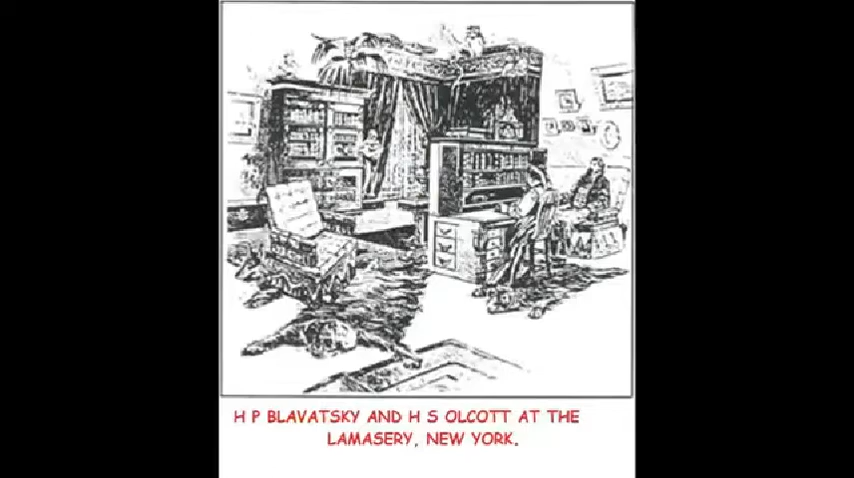 H P BLAVATSKY AND H S OLCOTT AT THE
LAMASERY, NEW YORK.